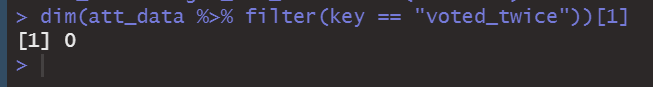 > dim(att_data %>% filter(key == "voted_twice"))[1]
[1] 0
>